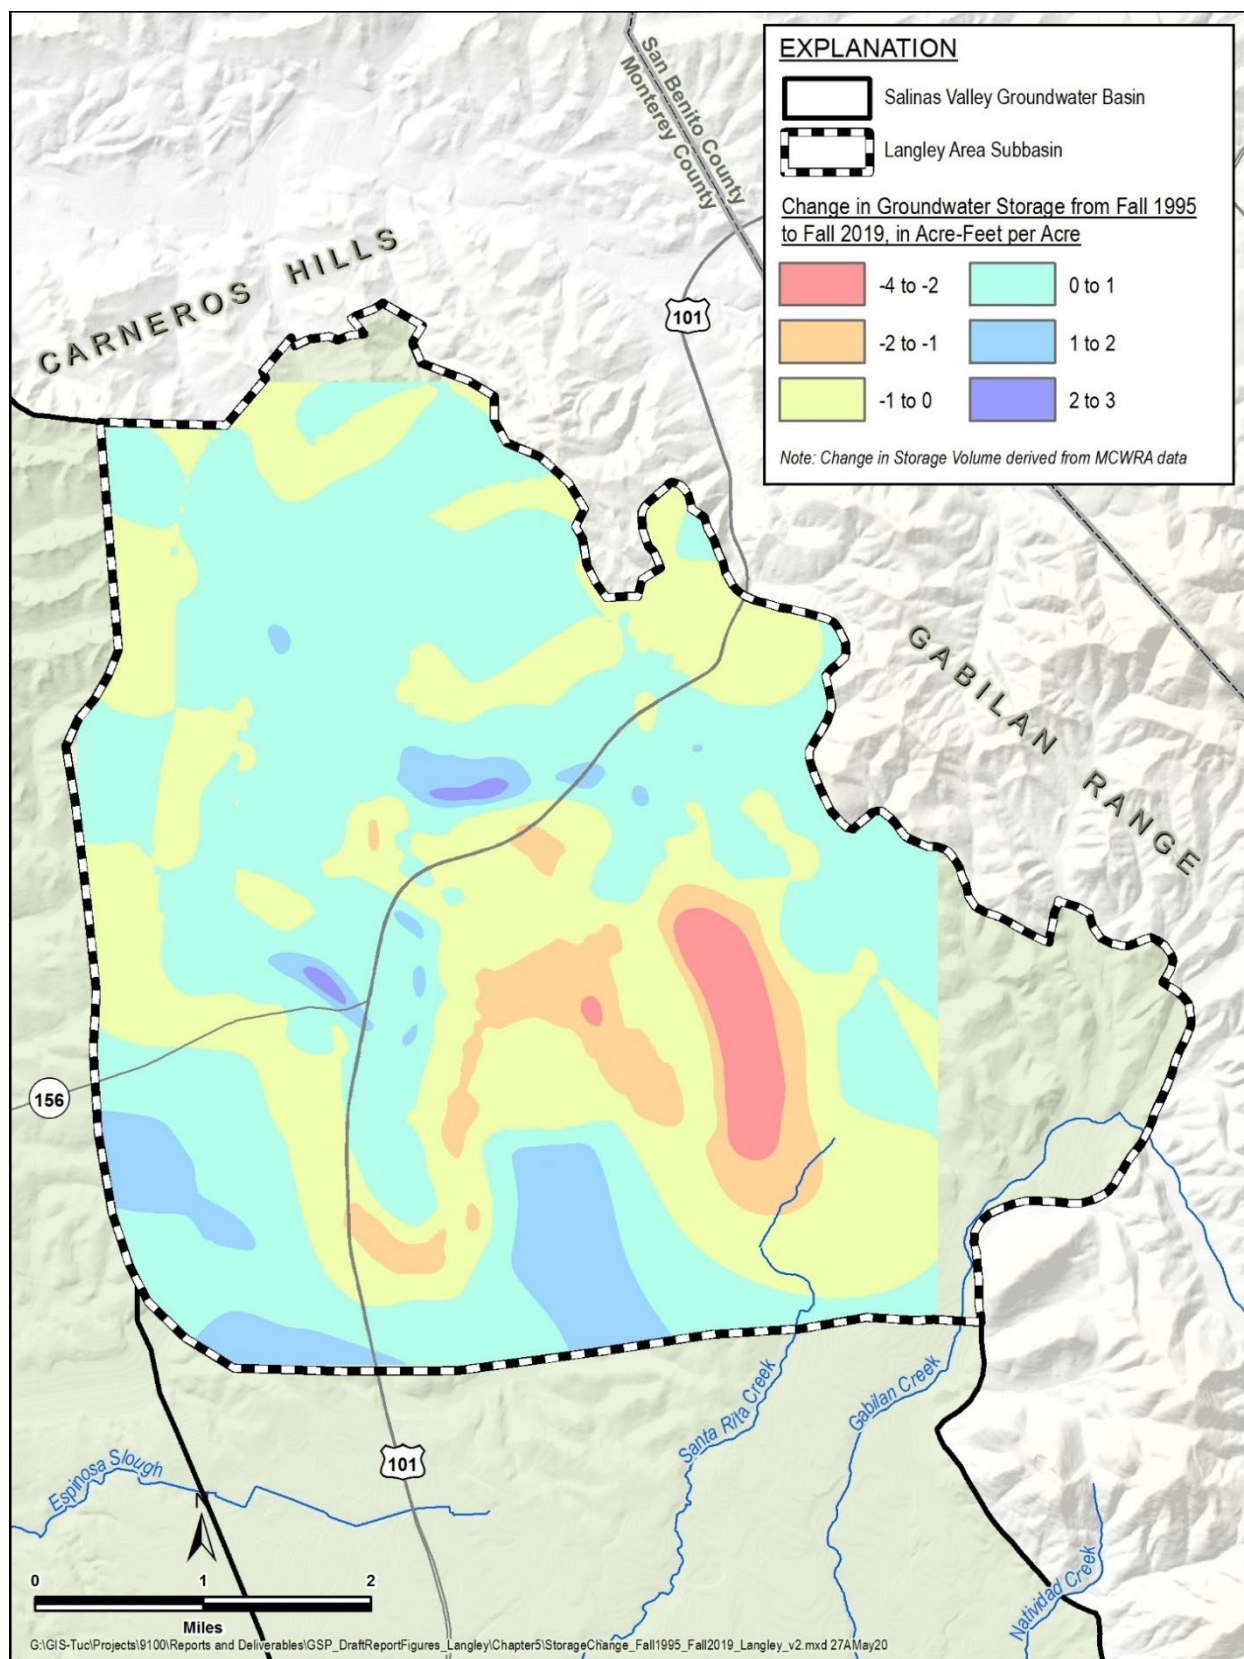 EXPLANATION
Salinas Valley Groundwater Basin
Langley Area Subbasin
Change in Groundwater Storage from Fall 1995
to Fall 2019, in Acre-Feet per Acre
-4 to -2
0 to 1
-2 to -1
1 to 2
-1 to 0
2 to 3
Note: Change in Storage Volume derived from MCWRA data
San Benito County
Monterey County
CARNEROS HILLS
101
GABILAN RANGE
156
Santa Rita Creek
Gabilan Creek
101
Espinosa Slough
N
Natividad Creek
0 1 2
Miles
G:\GIS-Tuc\Projects\9100\Reports and Deliverables\GSP_DraftReportFigures_Langley\Chapter5\StorageChange_Fall1995_Fall2019_Langley_v2.mxd 27AMay20